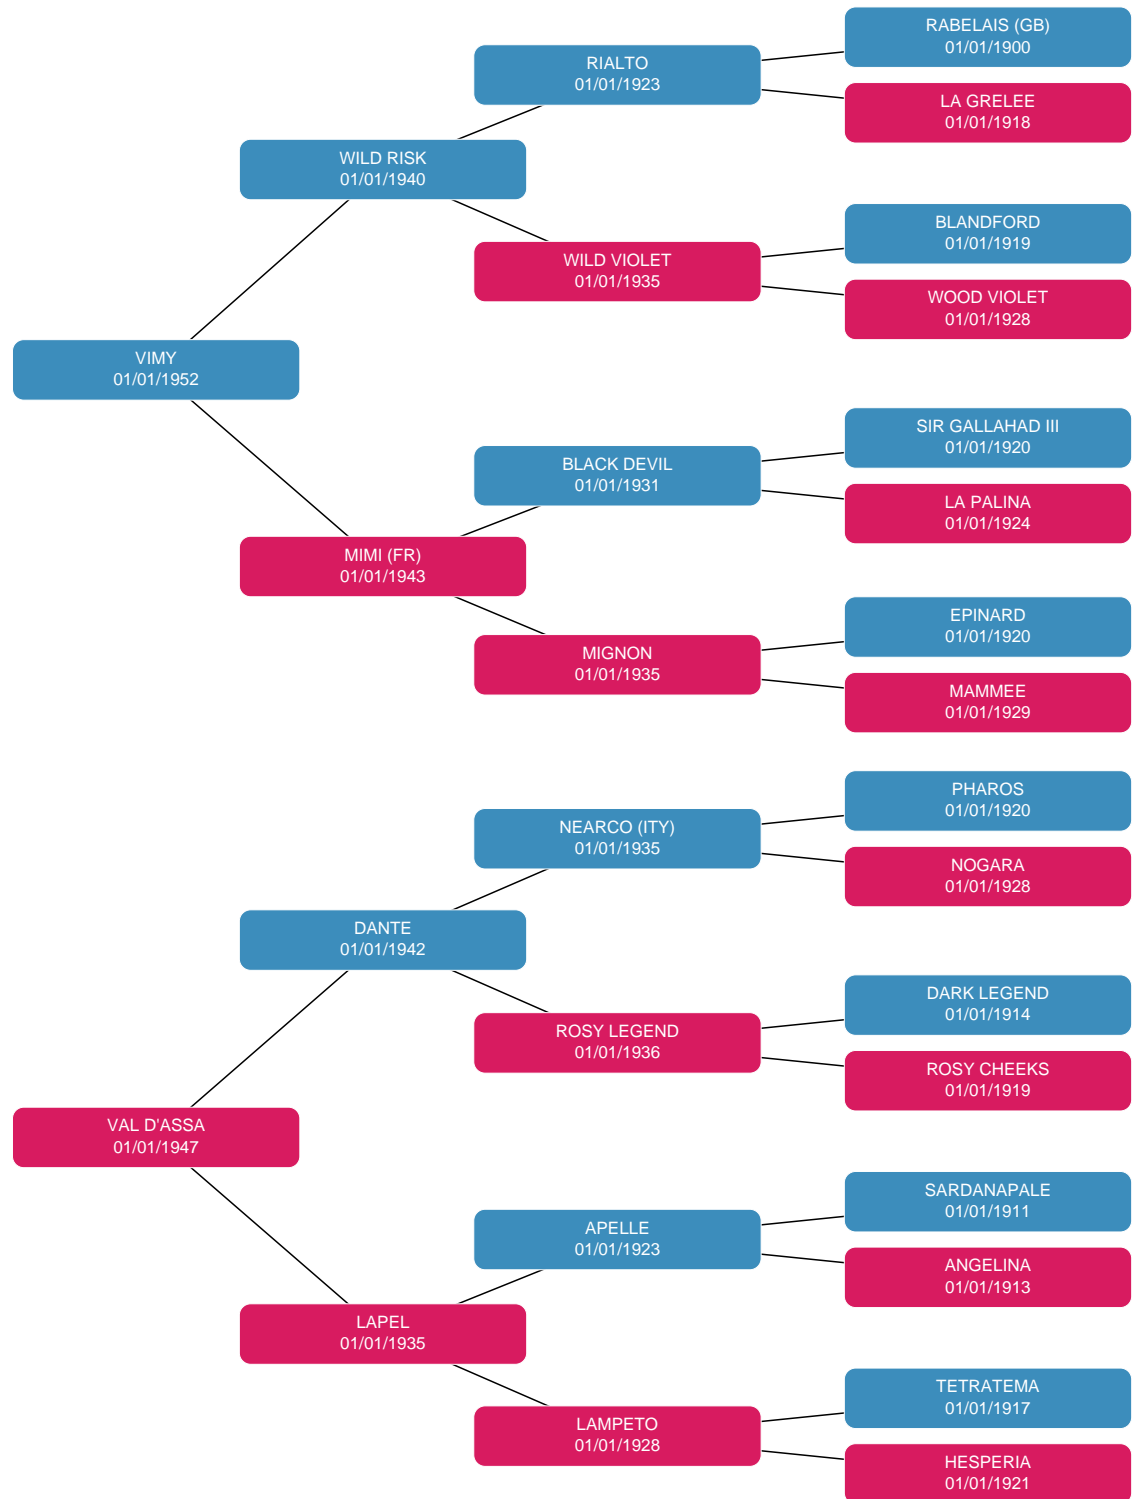 RABELAIS (GB)
01/01/1900
RIALTO
01/01/1923
LA GRELEE
01/01/1918
WILD RISK
01/01/1940
BLANDFORD
01/01/1919
WILD VIOLET
01/01/1935
WOOD VIOLET
01/01/1928
VIMY
01/01/1952
SIR GALLAHAD III
01/01/1920
BLACK DEVIL
01/01/1931
LA PALINA
01/01/1924
MIMI (FR)
01/01/1943
EPINARD
01/01/1920
MIGNON
01/01/1935
MAMMEE
01/01/1929
PHAROS
01/01/1920
NEARCO (ITY)
01/01/1935
NOGARA
01/01/1928
DANTE
01/01/1942
DARK LEGEND
01/01/1914
ROSY LEGEND
01/01/1936
ROSY CHEEKS
01/01/1919
VAL D'ASSA
01/01/1947
SARDANAPALE
01/01/1911
APELLE
01/01/1923
ANGELINA
01/01/1913
LAPEL
01/01/1935
TETRATEMA
01/01/1917
LAMPETO
01/01/1928
HESPERIA
01/01/1921